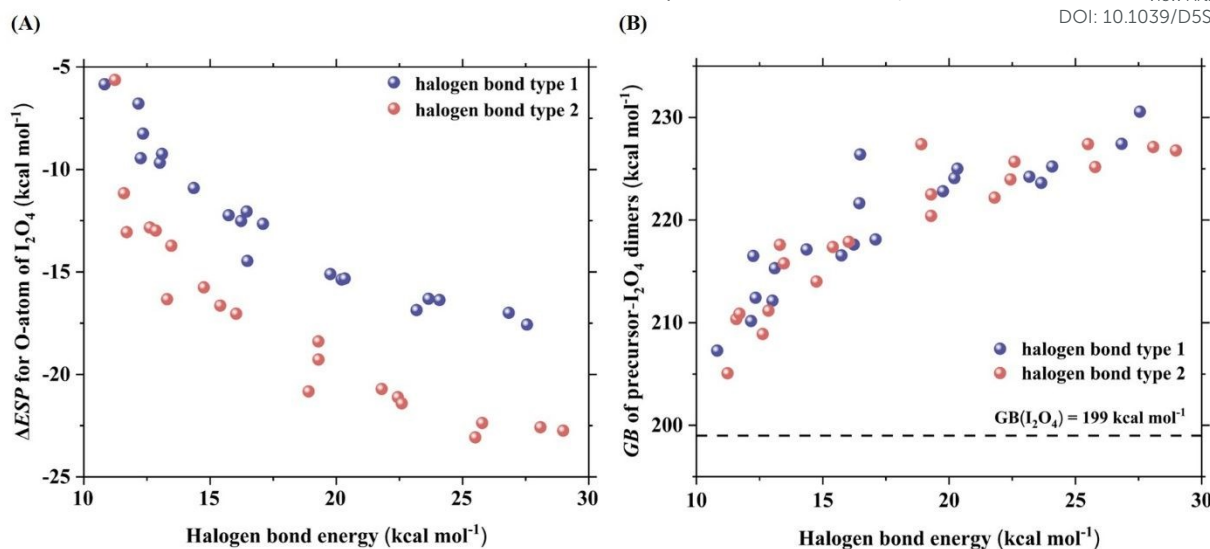 DOI: 10.1039/D5S
(A)
ΔESP for O-atom of I₂O₄ (kcal mol⁻¹)
-5
-10
-15
-20
-25
halogen bond type 1
halogen bond type 2
10 15 20 25 30
Halogen bond energy (kcal mol⁻¹)
(B)
GB of precursor-I₂O₄ dimers (kcal mol⁻¹)
230
220
210
200
halogen bond type 1
halogen bond type 2
GB(I₂O₄) = 199 kcal mol⁻¹
10 15 20 25 30
Halogen bond energy (kcal mol⁻¹)